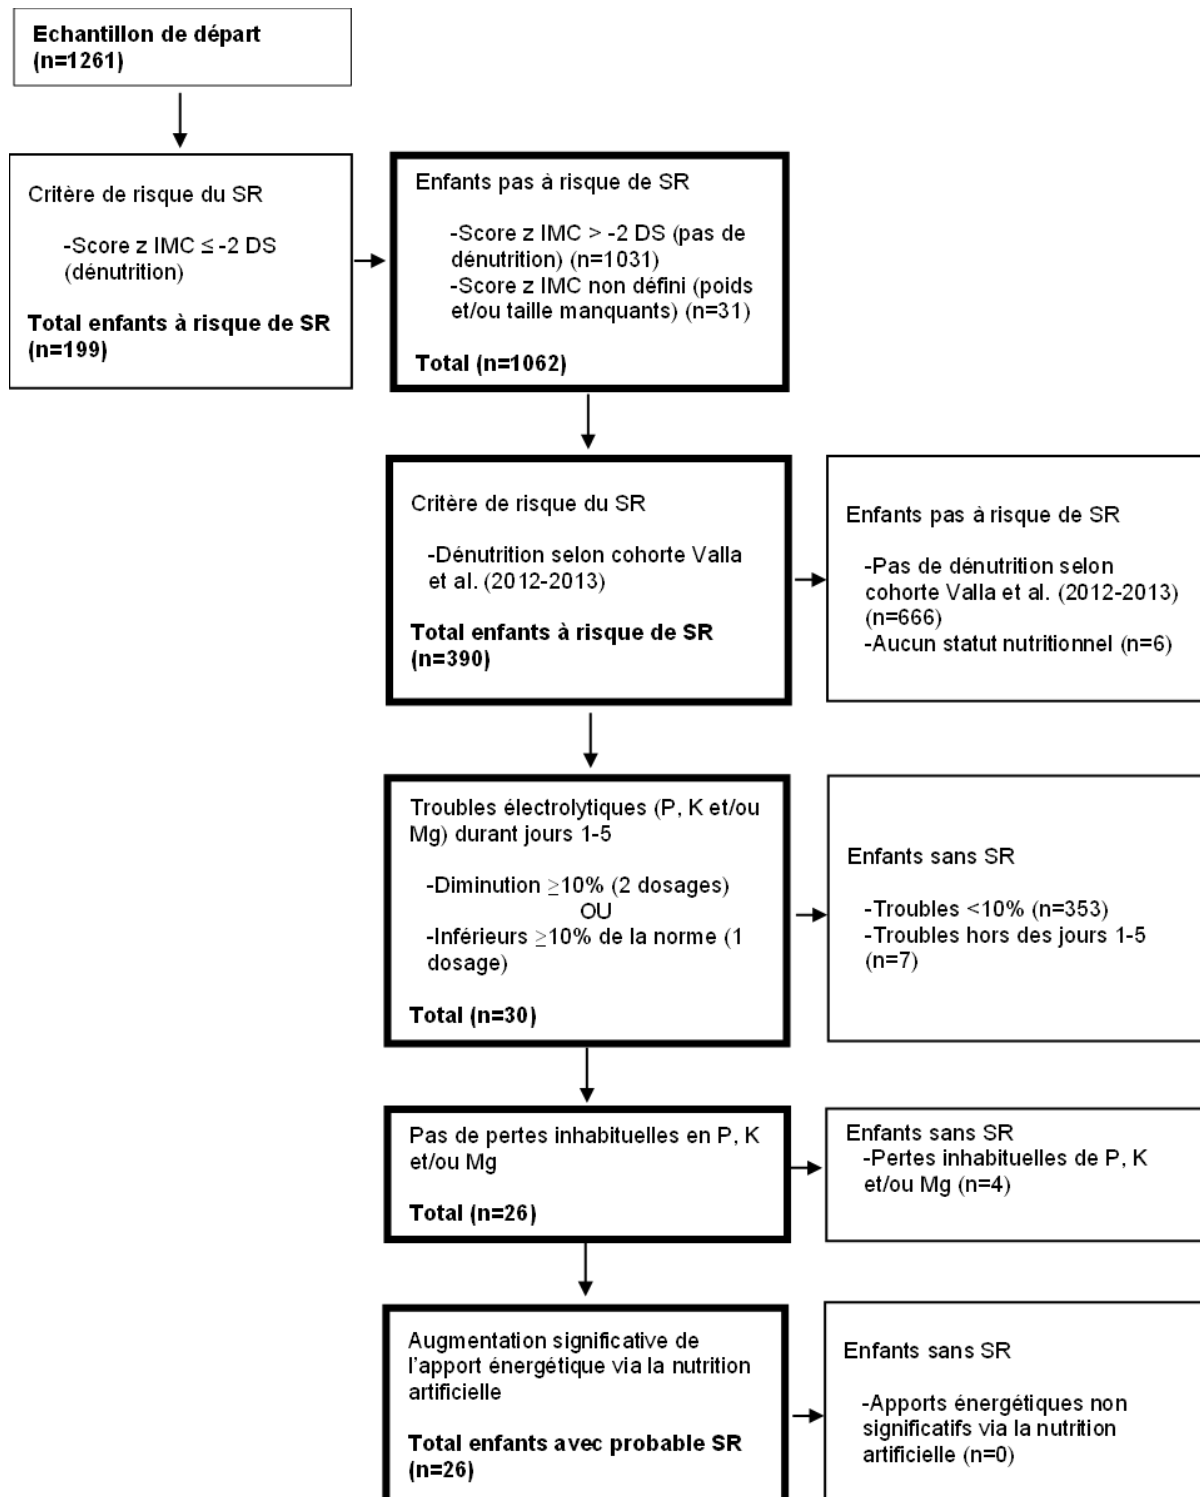 Echantillon de départ
(n=1261)
Critère de risque du SR
-Score z IMC ≤ -2 DS
(dénutrition)
Total enfants à risque de SR
(n=199)
Enfants pas à risque de SR
-Score z IMC > -2 DS (pas de
dénutrition) (n=1031)
-Score z IMC non défini (poids
et/ou taille manquants) (n=31)
Total (n=1062)
Critère de risque du SR
-Dénutrition selon cohorte Valla
et al. (2012-2013)
Total enfants à risque de SR
(n=390)
Enfants pas à risque de SR
-Pas de dénutrition selon
cohorte Valla et al. (2012-2013)
(n=666)
-Aucun statut nutritionnel (n=6)
Troubles électrolytiques (P, K et/ou
Mg) durant jours 1-5
-Diminution ≥10% (2 dosages)
OU
-Inférieurs ≥10% de la norme (1
dosage)
Total (n=30)
Enfants sans SR
-Troubles <10% (n=353)
-Troubles hors des jours 1-5
(n=7)
Pas de pertes inhabituelles en P, K
et/ou Mg
Total (n=26)
Enfants sans SR
-Pertes inhabituelles de P, K
et/ou Mg (n=4)
Augmentation significative de
l'apport énergétique via la nutrition
artificielle
Total enfants avec probable SR
(n=26)
Enfants sans SR
-Apports énergétiques non
significatifs via la nutrition
artificielle (n=0)